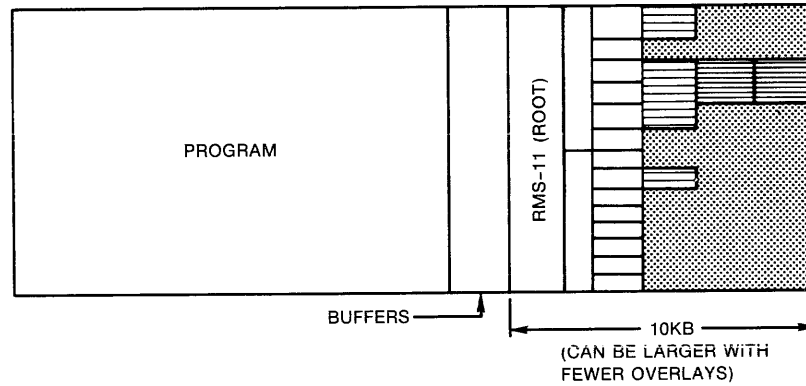 PROGRAM
RMS-11 (ROOT)
BUFFERS
10KB
(CAN BE LARGER WITH
FEWER OVERLAYS)